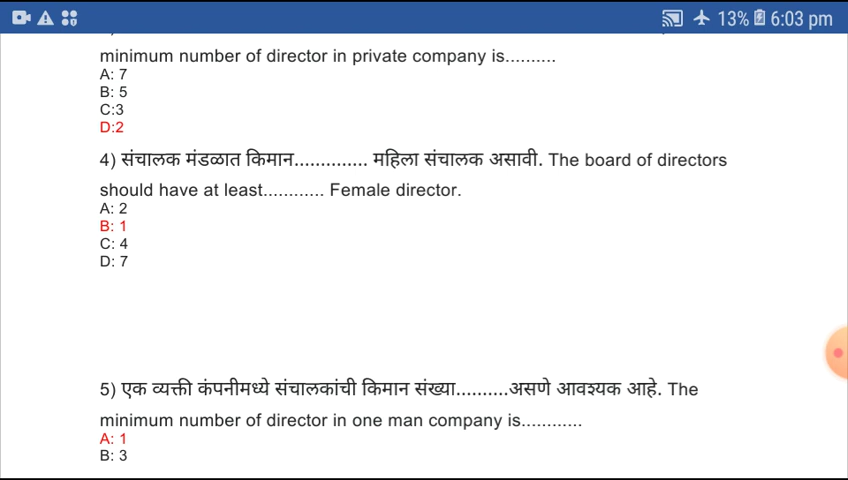 13% 6:03 pm
minimum number of director in private company is..........
A: 7
B: 5
C:3
D:2
4) संचालक मंडळात किमान.............. महिला संचालक असावी. The board of directors
should have at least............ Female director.
A: 2
B: 1
C: 4
D: 7
5) एक व्यक्ती कंपनीमध्ये संचालकांची किमान संख्या..........असणे आवश्यक आहे. The
minimum number of director in one man company is............
A: 1
B: 3